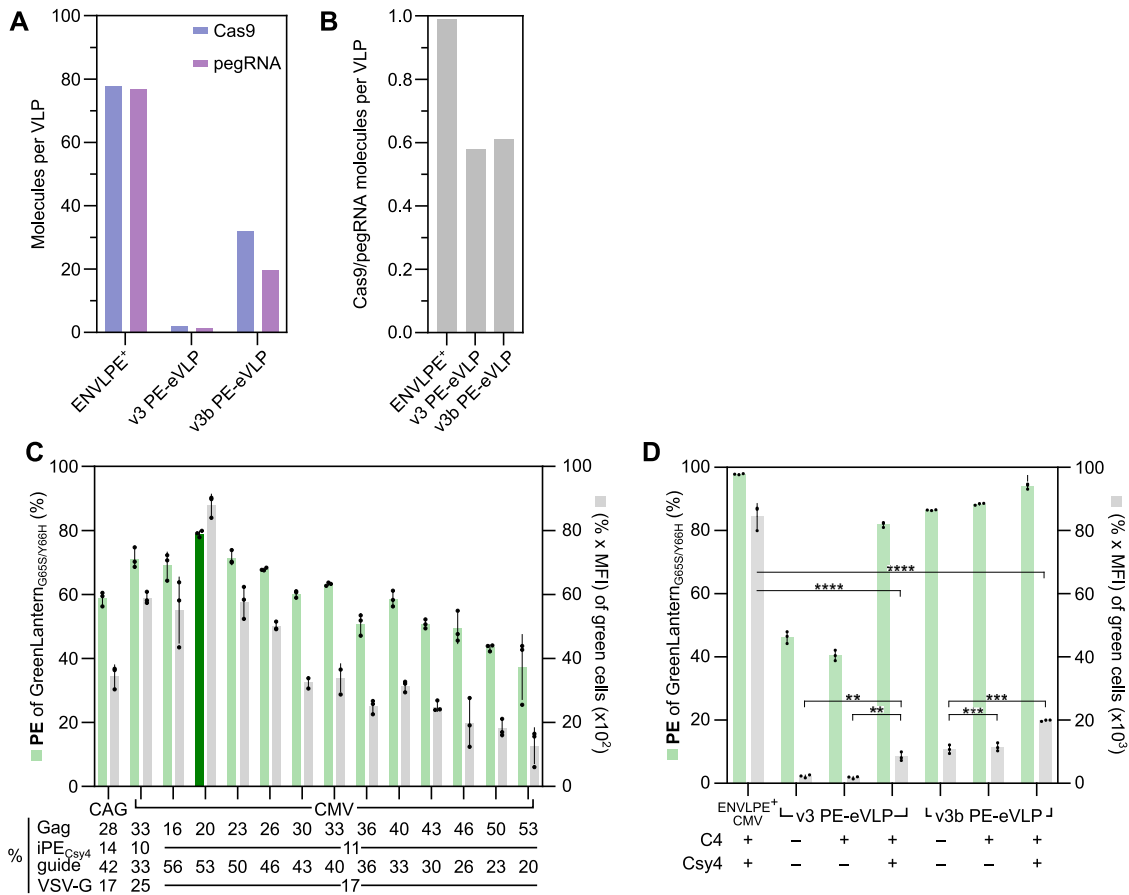 A
Molecules per VLP
100
80
60
40
20
0
Cas9
pegRNA
ENVLPE+
v3 PE-eVLP
v3b PE-eVLP
B
Cas9/pegRNA molecules per VLP
1.0
0.8
0.6
0.4
0.2
0.0
ENVLPE+
v3 PE-eVLP
v3b PE-eVLP
C
PE of GreenLantern G65S/Y66H (%)
100
80
60
40
20
0
100
80
60
40
20
0
(% x MFI) of green cells (x10²)
CAG CMV
% Gag 28 33 16 20 23 26 30 33 36 40 43 46 50 53
iPE Csy4 14 10 11
guide 42 33 56 53 50 46 43 40 36 33 30 26 23 20
VSV-G 17 25 17
D
PE of GreenLantern G65S/Y66H (%)
100
80
60
40
20
0
****
****
**
**
***
***
100
80
60
40
20
0
(% x MFI) of green cells (x10³)
ENVLPE+ CMV v3 PE-eVLP v3b PE-eVLP
C4 + − + + − + +
Csy4 + − − + − − +